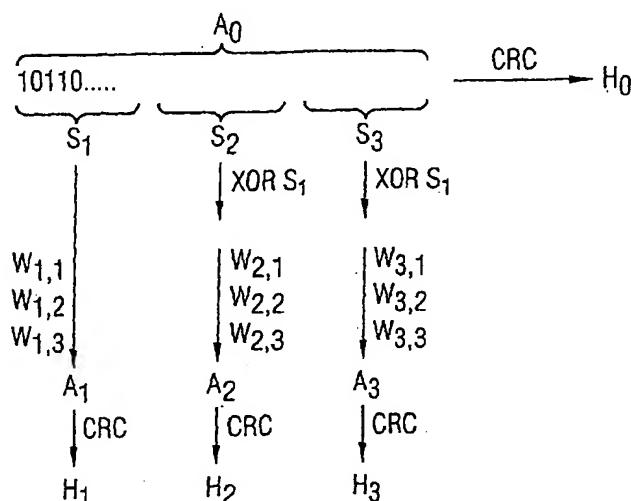 A₀
10110.....
CRC
H₀
S₁ S₂ S₃
XOR S₁ XOR S₁
W₁,₁ W₂,₁ W₃,₁
W₁,₂ W₂,₂ W₃,₂
W₁,₃ W₂,₃ W₃,₃
A₁ A₂ A₃
CRC CRC CRC
H₁ H₂ H₃